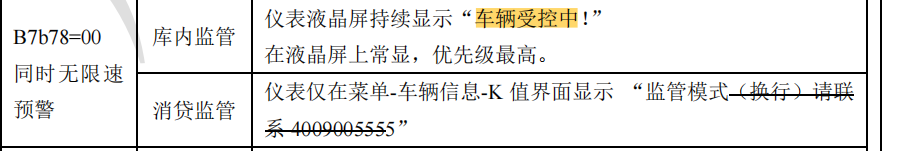 B7b78=00
同时无限速
预警
库内监管
仪表液晶屏持续显示“车辆受控中！”
在液晶屏上常显，优先级最高。
消贷监管
仪表仅在菜单-车辆信息-K 值界面显示 “监管模式（换行）请联
系 4009005555”